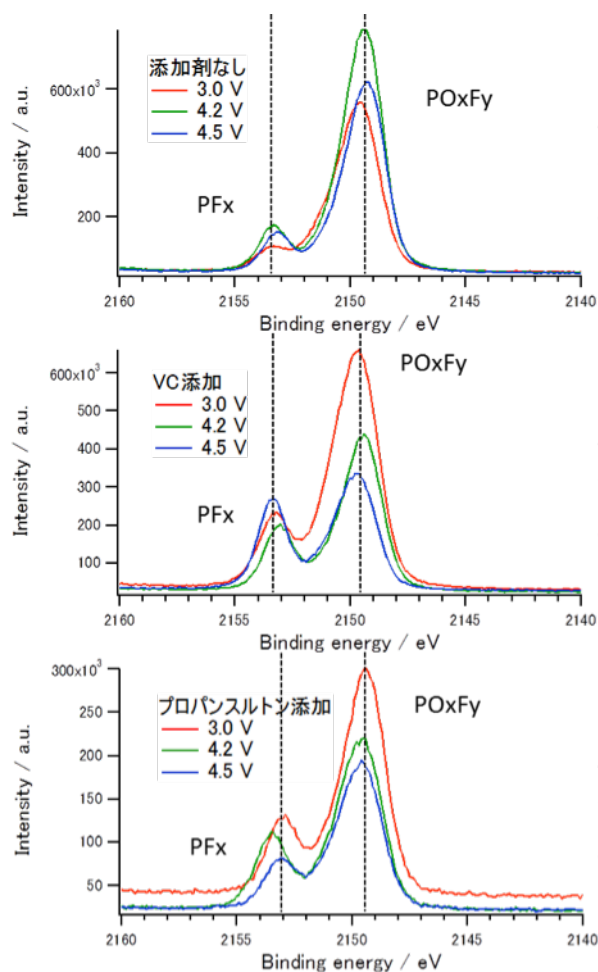 添加剤なし
3.0 V
4.2 V
4.5 V
POxFy
PFx
600x10³
400
200
Intensity / a.u.
2160
2155
2150
2145
2140
Binding energy / eV
VC添加
3.0 V
4.2 V
4.5 V
POxFy
PFx
600x10³
500
400
300
200
100
Intensity / a.u.
2160
2155
2150
2145
2140
Binding energy / eV
プロパンスルトン添加
3.0 V
4.2 V
4.5 V
POxFy
PFx
300x10³
250
200
150
100
50
Intensity / a.u.
2160
2155
2150
2145
2140
Binding energy / eV